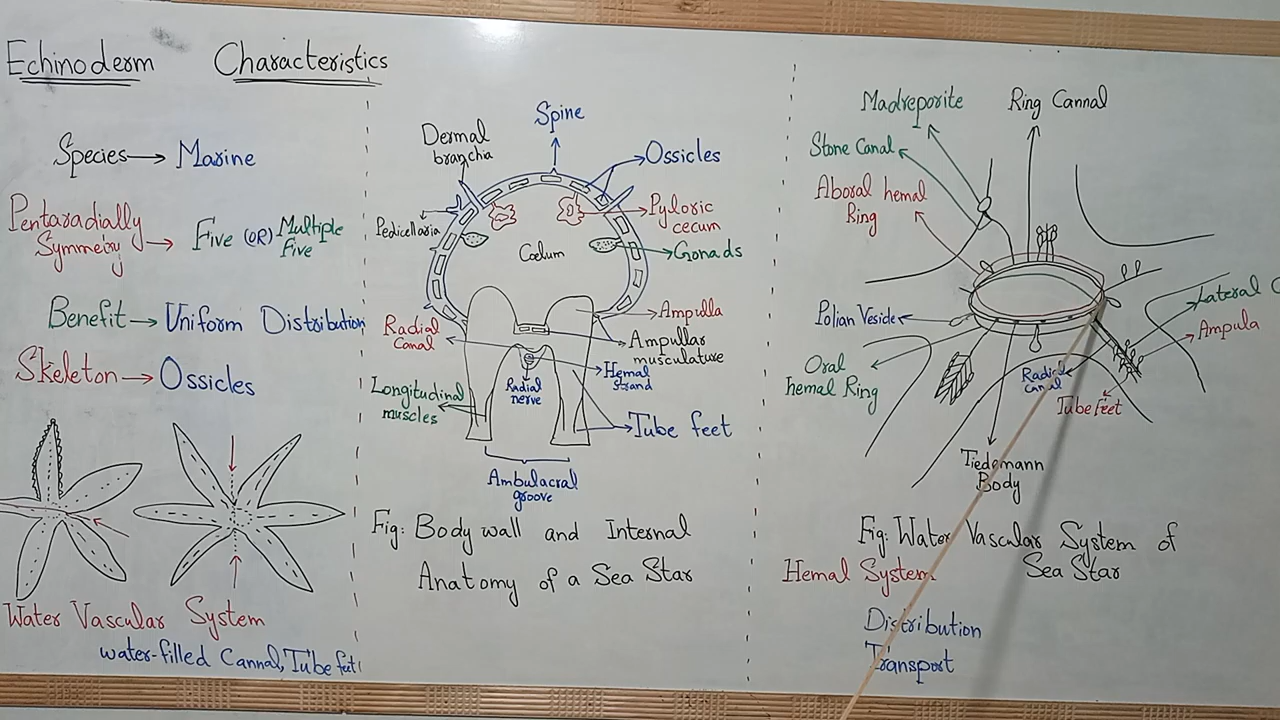 Echinoderm Characteristics
Species → Marine
Pentaradially
Symmetry → Five (OR) Multiple
Five
Benefit → Uniform Distribution
Skeleton → Ossicles
Water Vascular System
water-filled Cannal, Tube feet
Spine
Dermal
branchia
Ossicles
Pedicellaria
Pyloric
cecum
Coelum
Gonads
Radial
Canal
Ampulla
Ampullar
musculature
Hemal
Strand
Radial
nerve
Longitudinal
muscles
Tube feet
Ambulacral
groove
Fig: Body wall and Internal
Anatomy of a Sea Star
Madreporite
Ring Cannal
Stone Canal
Aboral hemal
Ring
Polian Veside
Lateral C
Ampula
Oral
hemal Ring
Radial
canal
Tube feet
Tiedemann
Body
Fig: Water Vascular System of
Sea Star
Hemal System
Distribution
Transport